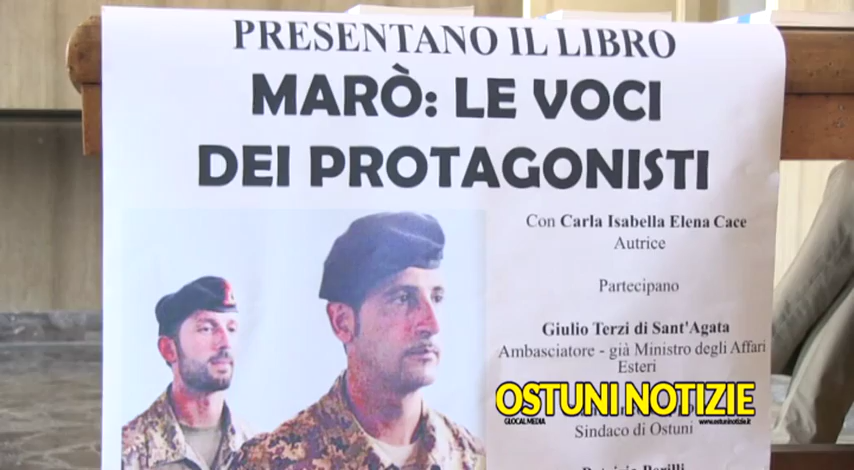 PRESENTANO IL LIBRO
MARÒ: LE VOCI
DEI PROTAGONISTI
Con Carla Isabella Elena Cace
Autrice
Partecipano
Giulio Terzi di Sant'Agata
Ambasciatore - già Ministro degli Affari
Esteri
OSTUNI NOTIZIE
GLOCAL MEDIA www.ostuninotizie.it
Sindaco di Ostuni